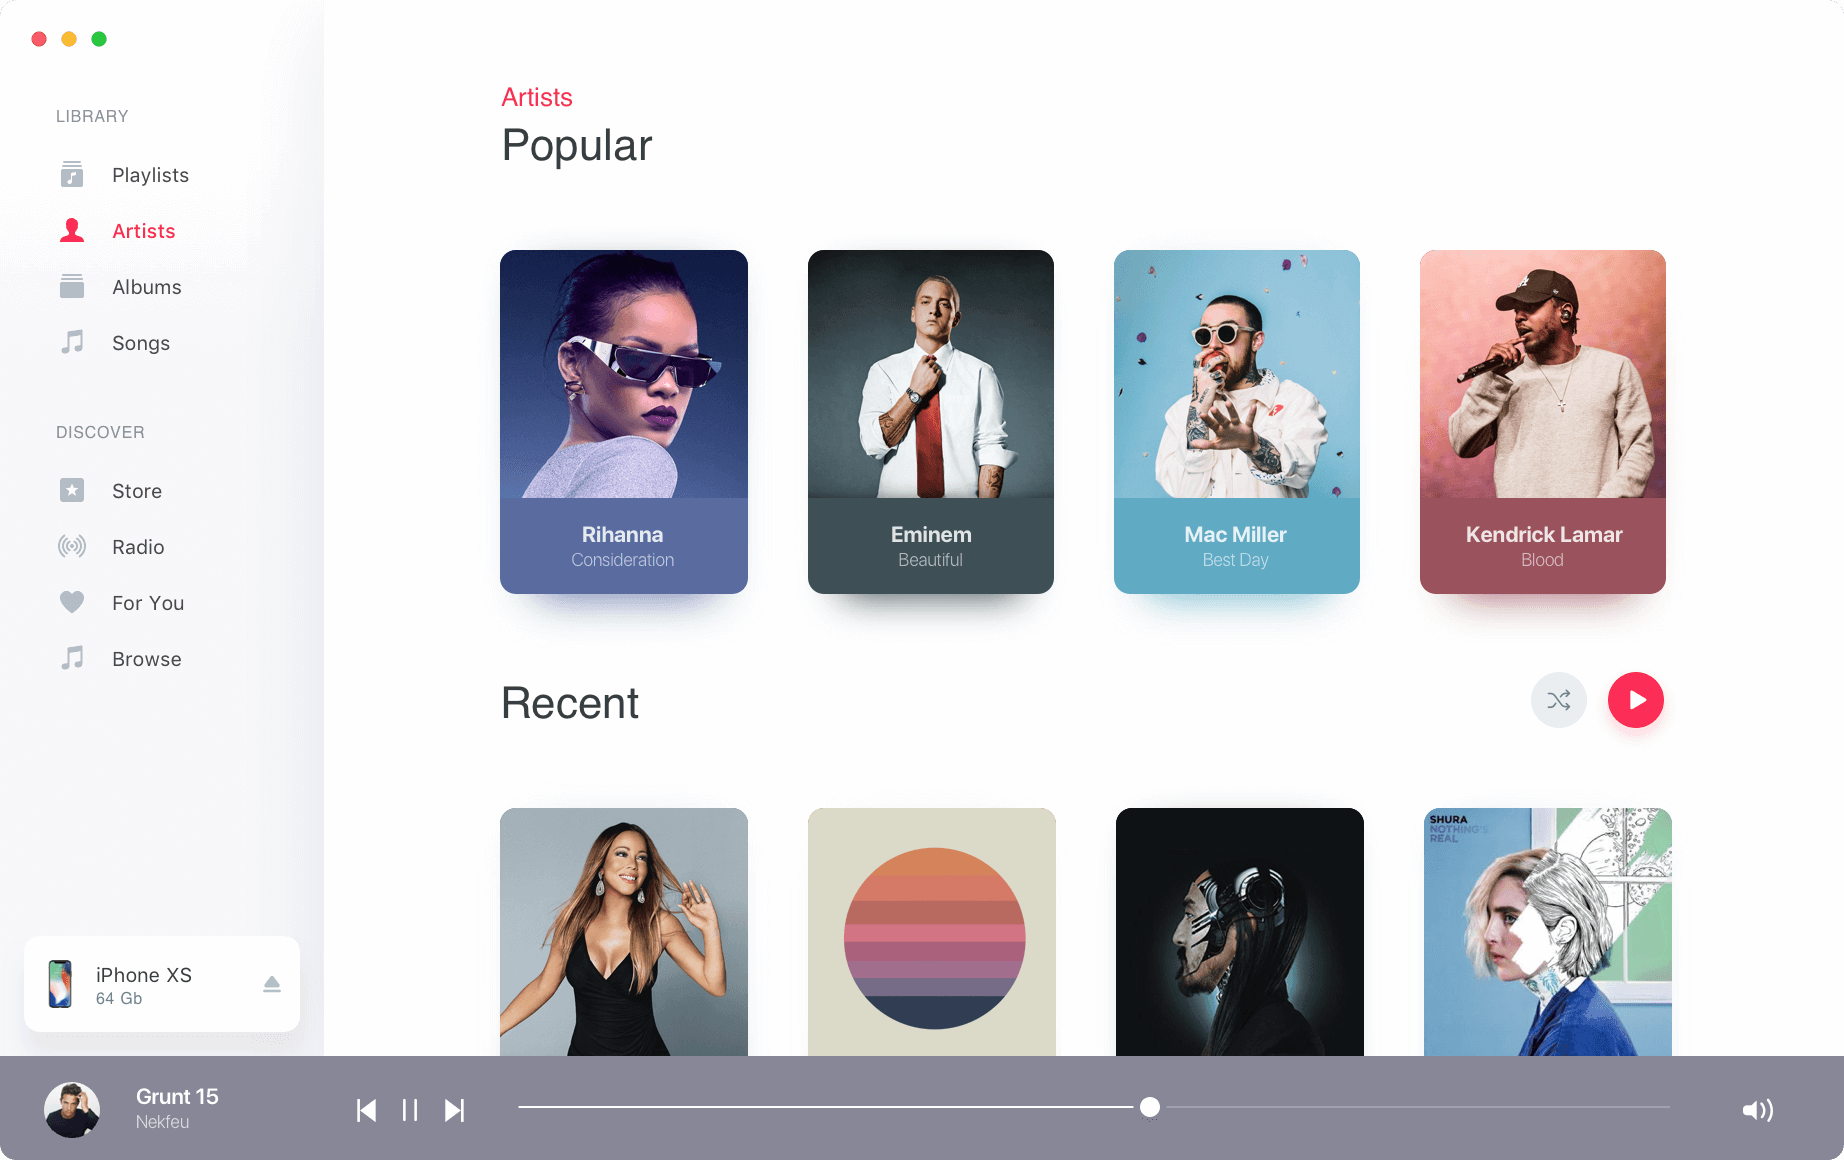 LIBRARY
Playlists
Artists
Albums
Songs
DISCOVER
Store
Radio
For You
Browse
iPhone XS
64 Gb
Artists
Popular
Rihanna
Consideration
Eminem
Beautiful
Mac Miller
Best Day
Kendrick Lamar
Blood
Recent
SHURA
NOTHING'S
REAL
Grunt 15
Nekfeu